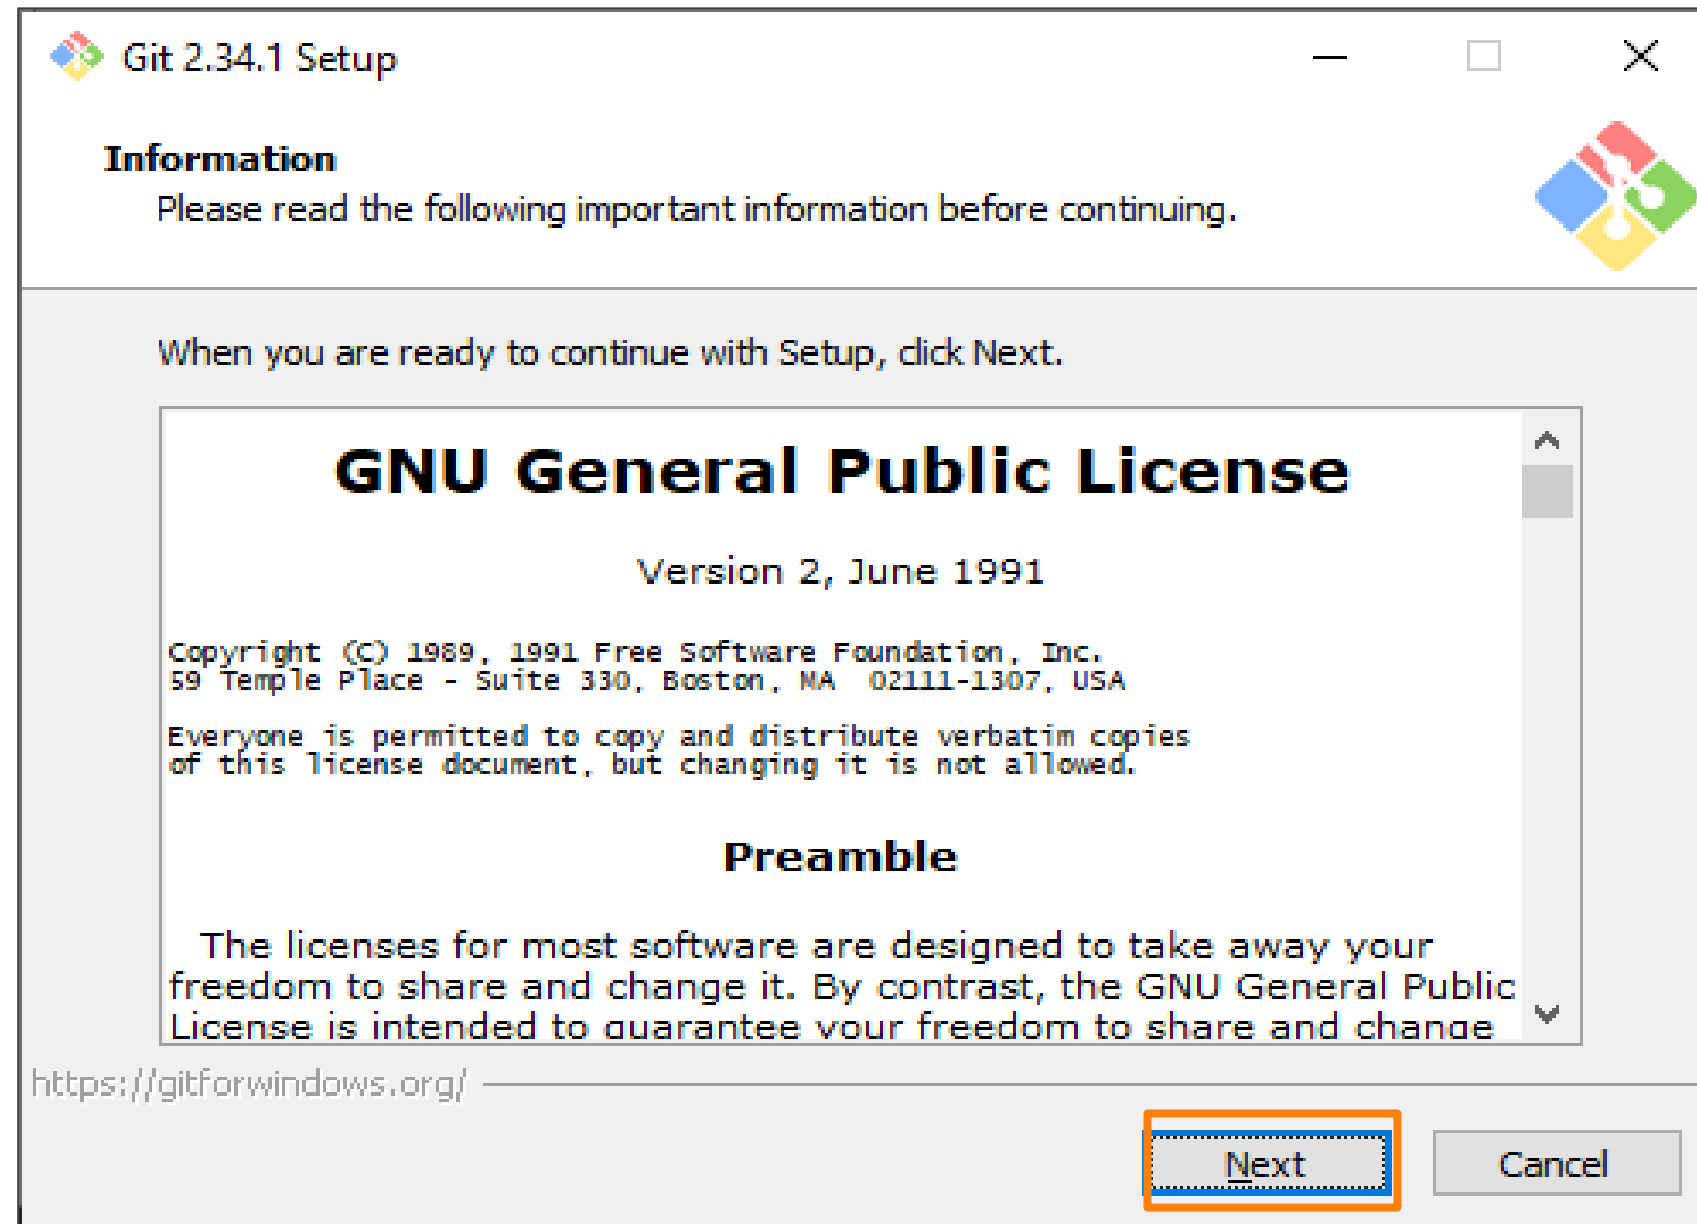 Git 2.34.1 Setup
Information
Please read the following important information before continuing.
When you are ready to continue with Setup, click Next.
GNU General Public License
Version 2, June 1991
Copyright (C) 1989, 1991 Free Software Foundation, Inc.
59 Temple Place - Suite 330, Boston, MA  02111-1307, USA
Everyone is permitted to copy and distribute verbatim copies
of this license document, but changing it is not allowed.
Preamble
The licenses for most software are designed to take away your
freedom to share and change it. By contrast, the GNU General Public
License is intended to guarantee your freedom to share and change
https://gitforwindows.org/
Next
Cancel